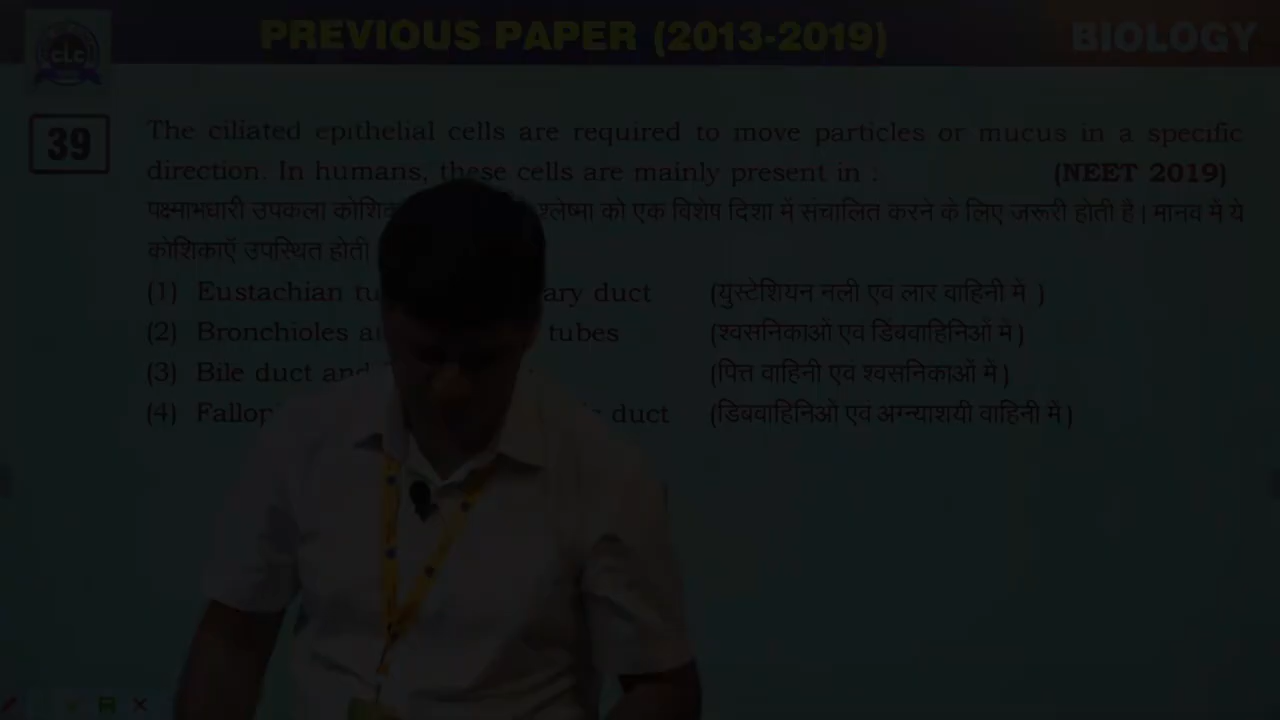 CLC
PREVIOUS PAPER (2013-2019)
BIOLOGY
39
The ciliated epithelial cells are required to move particles or mucus in a specific
direction. In humans, these cells are mainly present in :
(NEET 2019)
पक्ष्माभधारी उपकला श्लेष्मा को एक विशेष दिशा में संचालित करने के लिए जरूरी होती है | मानव में ये
कोशिकाएँ उपस्थित होती
(1) Eustachian duct (युस्टेशियन नली एवं लार वाहिनी में )
(2) Bronchioles tubes (श्वसनिकाओं एवं डिंबवाहिनिओं में )
(3) Bile duct and (पित्त वाहिनी एवं श्वसनिकाओं में )
(4) duct (डिंबवाहिनिओं एवं अग्न्याशयी वाहिनी में )